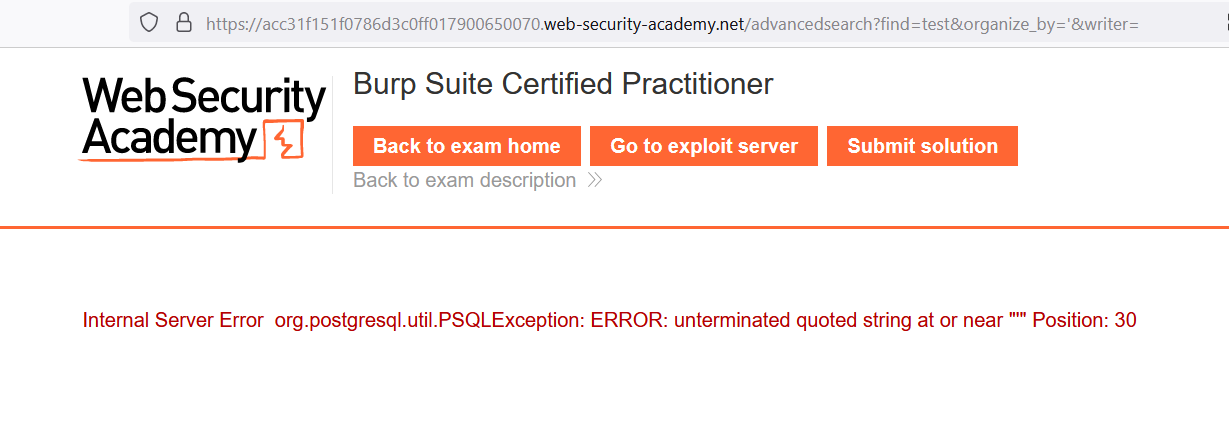 https://acc31f151f0786d3c0ff017900650070.web-security-academy.net/advancedsearch?find=test&organize_by='&writer=
Web Security
Academy
Burp Suite Certified Practitioner
Back to exam home
Go to exploit server
Submit solution
Back to exam description
Internal Server Error  org.postgresql.util.PSQLException: ERROR: unterminated quoted string at or near "'" Position: 30